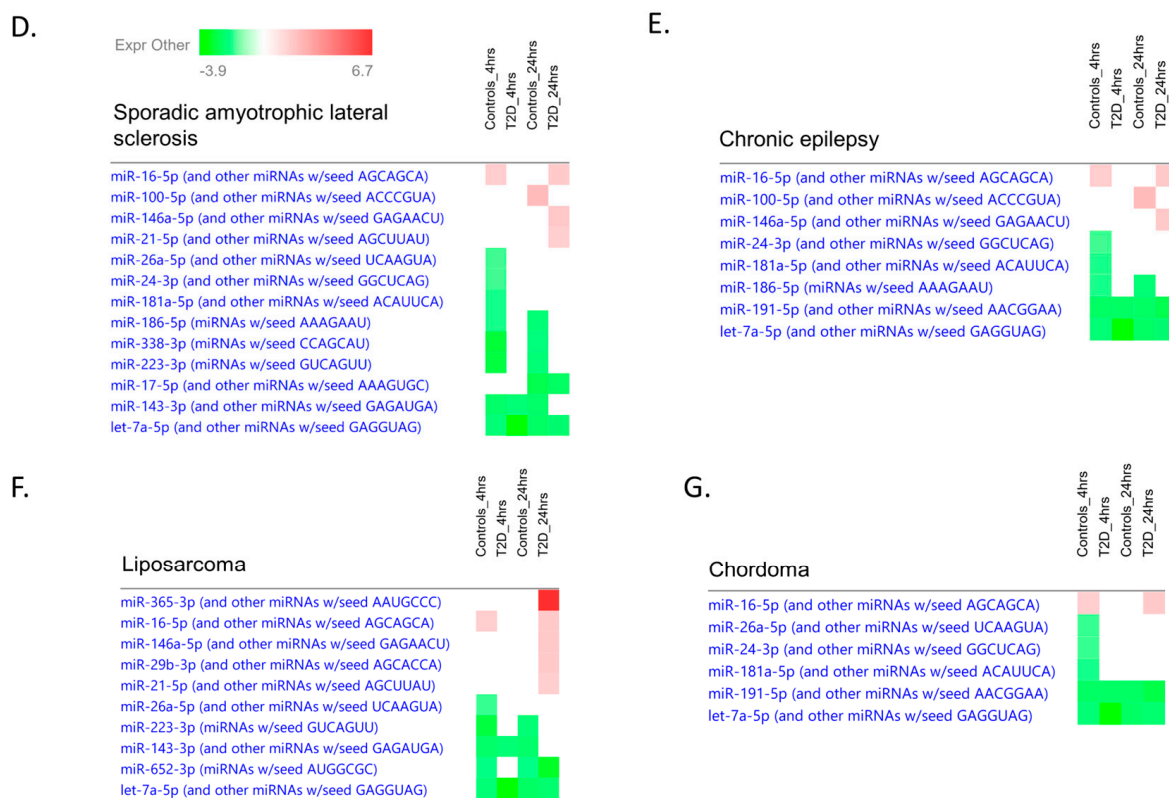 D.
Expr Other
-3.9 6.7
Controls_4hrs
T2D_4hrs
Controls_24hrs
T2D_24hrs
Sporadic amyotrophic lateral
sclerosis
miR-16-5p (and other miRNAs w/seed AGCAGCA)
miR-100-5p (and other miRNAs w/seed ACCCGUA)
miR-146a-5p (and other miRNAs w/seed GAGAACU)
miR-21-5p (and other miRNAs w/seed AGCUUAU)
miR-26a-5p (and other miRNAs w/seed UCAAGUA)
miR-24-3p (and other miRNAs w/seed GGCUCAG)
miR-181a-5p (and other miRNAs w/seed ACAUUCA)
miR-186-5p (miRNAs w/seed AAAGAAU)
miR-338-3p (miRNAs w/seed CCAGCAU)
miR-223-3p (miRNAs w/seed GUCAGUU)
miR-17-5p (and other miRNAs w/seed AAAGUGC)
miR-143-3p (and other miRNAs w/seed GAGAUGA)
let-7a-5p (and other miRNAs w/seed GAGGUAG)
E.
Controls_4hrs
T2D_4hrs
Controls_24hrs
T2D_24hrs
Chronic epilepsy
miR-16-5p (and other miRNAs w/seed AGCAGCA)
miR-100-5p (and other miRNAs w/seed ACCCGUA)
miR-146a-5p (and other miRNAs w/seed GAGAACU)
miR-24-3p (and other miRNAs w/seed GGCUCAG)
miR-181a-5p (and other miRNAs w/seed ACAUUCA)
miR-186-5p (miRNAs w/seed AAAGAAU)
miR-191-5p (and other miRNAs w/seed AACGGAA)
let-7a-5p (and other miRNAs w/seed GAGGUAG)
F.
Controls_4hrs
T2D_4hrs
Controls_24hrs
T2D_24hrs
Liposarcoma
miR-365-3p (and other miRNAs w/seed AAUGCCC)
miR-16-5p (and other miRNAs w/seed AGCAGCA)
miR-146a-5p (and other miRNAs w/seed GAGAACU)
miR-29b-3p (and other miRNAs w/seed AGCACCA)
miR-21-5p (and other miRNAs w/seed AGCUUAU)
miR-26a-5p (and other miRNAs w/seed UCAAGUA)
miR-223-3p (miRNAs w/seed GUCAGUU)
miR-143-3p (and other miRNAs w/seed GAGAUGA)
miR-652-3p (miRNAs w/seed AUGGCGC)
let-7a-5p (and other miRNAs w/seed GAGGUAG)
G.
Controls_4hrs
T2D_4hrs
Controls_24hrs
T2D_24hrs
Chordoma
miR-16-5p (and other miRNAs w/seed AGCAGCA)
miR-26a-5p (and other miRNAs w/seed UCAAGUA)
miR-24-3p (and other miRNAs w/seed GGCUCAG)
miR-181a-5p (and other miRNAs w/seed ACAUUCA)
miR-191-5p (and other miRNAs w/seed AACGGAA)
let-7a-5p (and other miRNAs w/seed GAGGUAG)